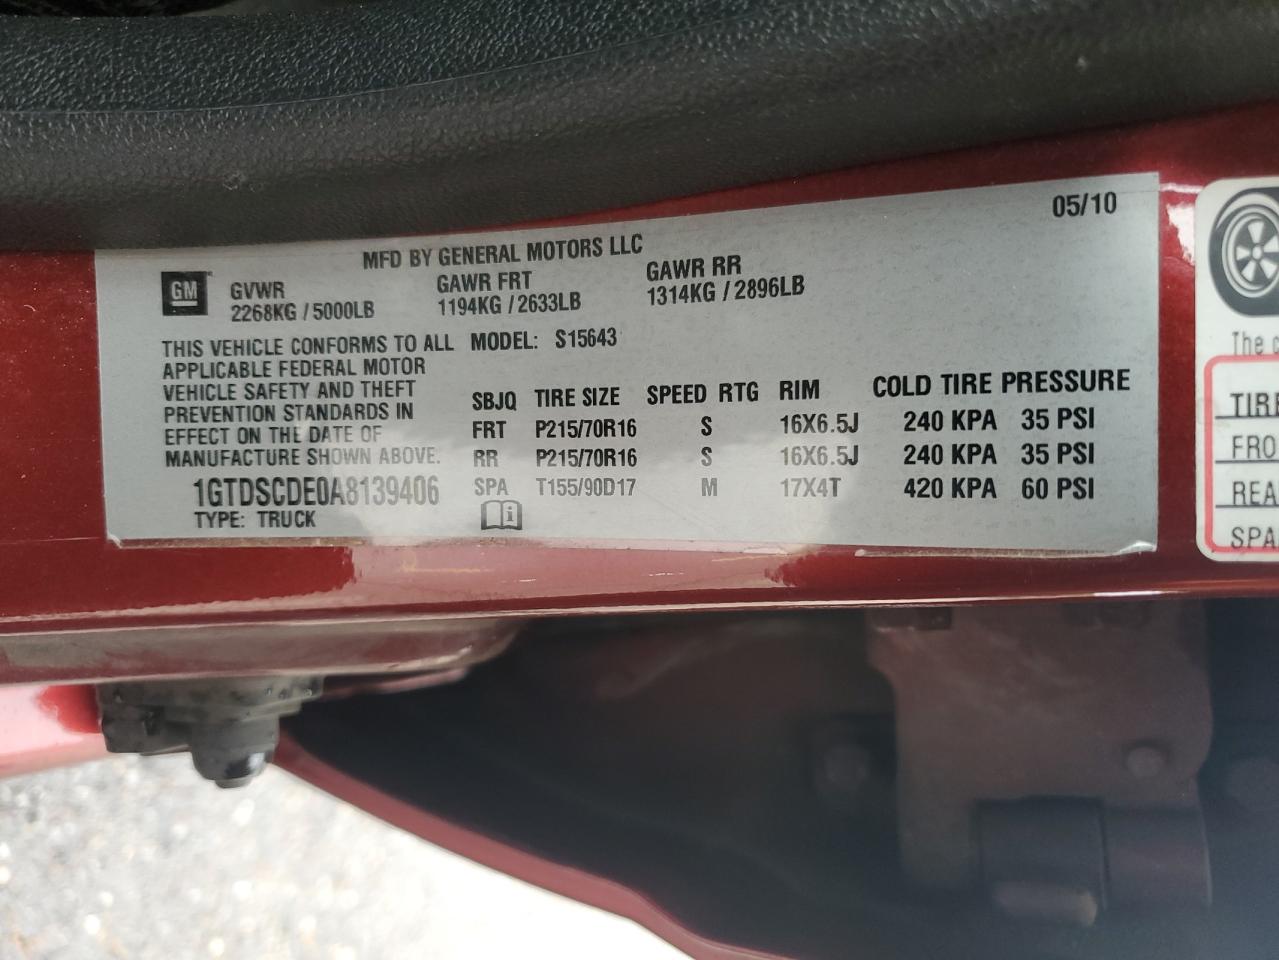 05/10
MFD BY GENERAL MOTORS LLC
GM
GVWR
2268KG / 5000LB
GAWR FRT
1194KG / 2633LB
GAWR RR
1314KG / 2896LB
THIS VEHICLE CONFORMS TO ALL
APPLICABLE FEDERAL MOTOR
VEHICLE SAFETY AND THEFT
PREVENTION STANDARDS IN
EFFECT ON THE DATE OF
MANUFACTURE SHOWN ABOVE.
1GTDSCDE0A8139406
TYPE: TRUCK
MODEL: S15643
SBJQ TIRE SIZE SPEED RTG RIM COLD TIRE PRESSURE
FRT P215/70R16 S 16X6.5J 240 KPA 35 PSI
RR P215/70R16 S 16X6.5J 240 KPA 35 PSI
SPA T155/90D17 M 17X4T 420 KPA 60 PSI
i
The
TIRE
FRO
REA
SPA